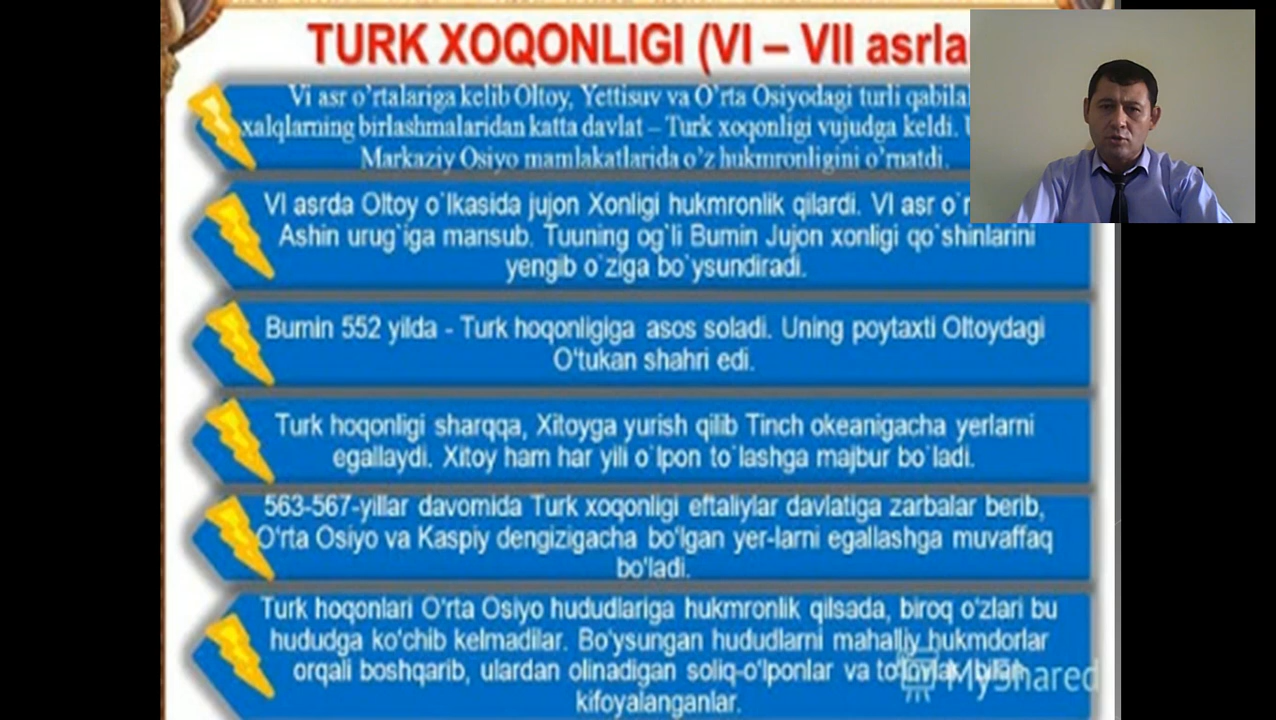 TURK XOQONLIGI (VI – VII asrla
Vi asr o’rtalariga kelib Oltoy, Yettisuv va O’rta Osiyodagi turli qabila
xalqlarning birlashmalaridan katta davlat – Turk xoqonligi vujudga keldi.
Markaziy Osiyo mamlakatlarida o’z hukmronligini o’rnatdi.
VI asrda Oltoy o`lkasida jujon Xonligi hukmronlik qilardi. VI asr
Ashin urug`iga mansub. Tuuning og`li Bumin Jujon xonligi qo`shinlarini
yengib o`ziga bo`ysundiradi.
Bumin 552 yilda - Turk hoqonligiga asos soladi. Uning poytaxti Oltoydagi
O‘tukan shahri edi.
Turk hoqonligi sharqqa, Xitoyga yurish qilib Tinch okeanigacha yerlarni
egallaydi. Xitoy ham har yili o`lpon to`lashga majbur bo`ladi.
563-567-yillar davomida Turk xoqonligi eftaliylar davlatiga zarbalar berib,
O‘rta Osiyo va Kaspiy dengizigacha bo‘lgan yer-larni egallashga muvaffaq
bo‘ladi.
Turk hoqonlari O‘rta Osiyo hududlariga hukmronlik qilsada, biroq o‘zlari bu
hududga ko‘chib kelmadilar. Bo‘ysungan hududlarni mahalliy hukmdorlar
orqali boshqarib, ulardan olinadigan soliq-o‘lponlar va
kifoyalanganlar.
MyShared